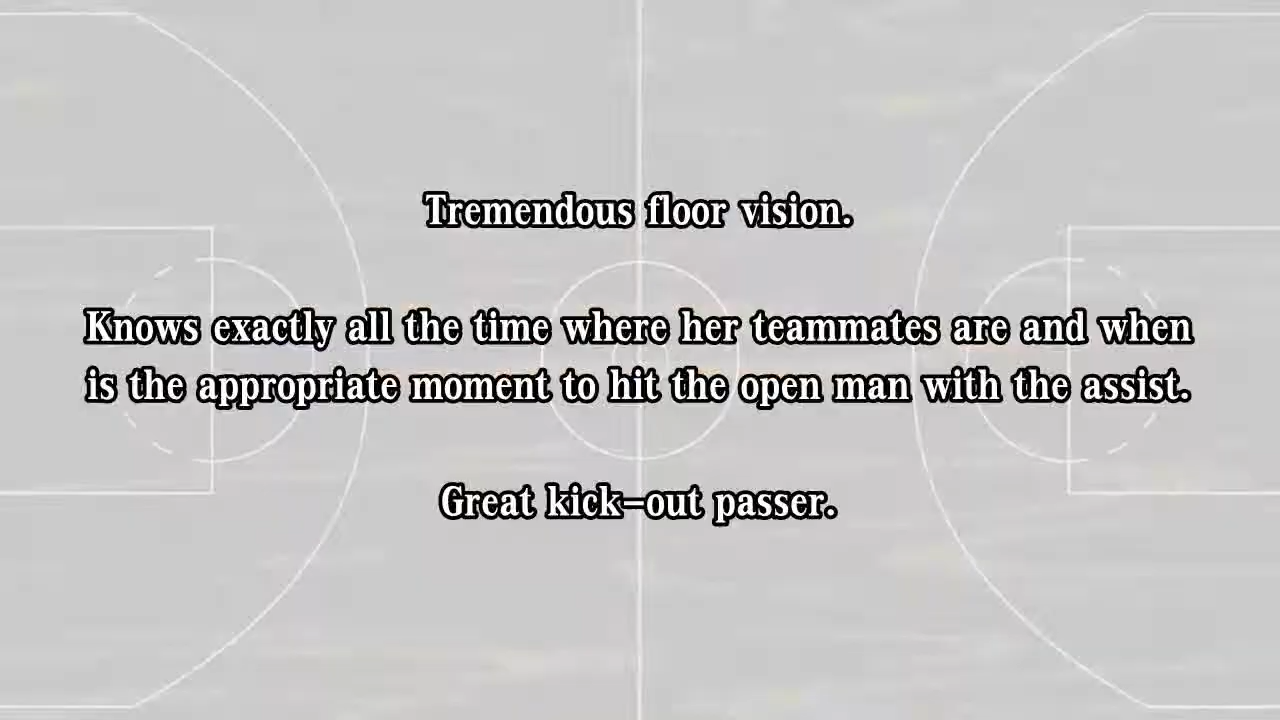 Tremendous floor vision.
Knows exactly all the time where her teammates are and when
is the appropriate moment to hit the open man with the assist.
Great kick-out passer.